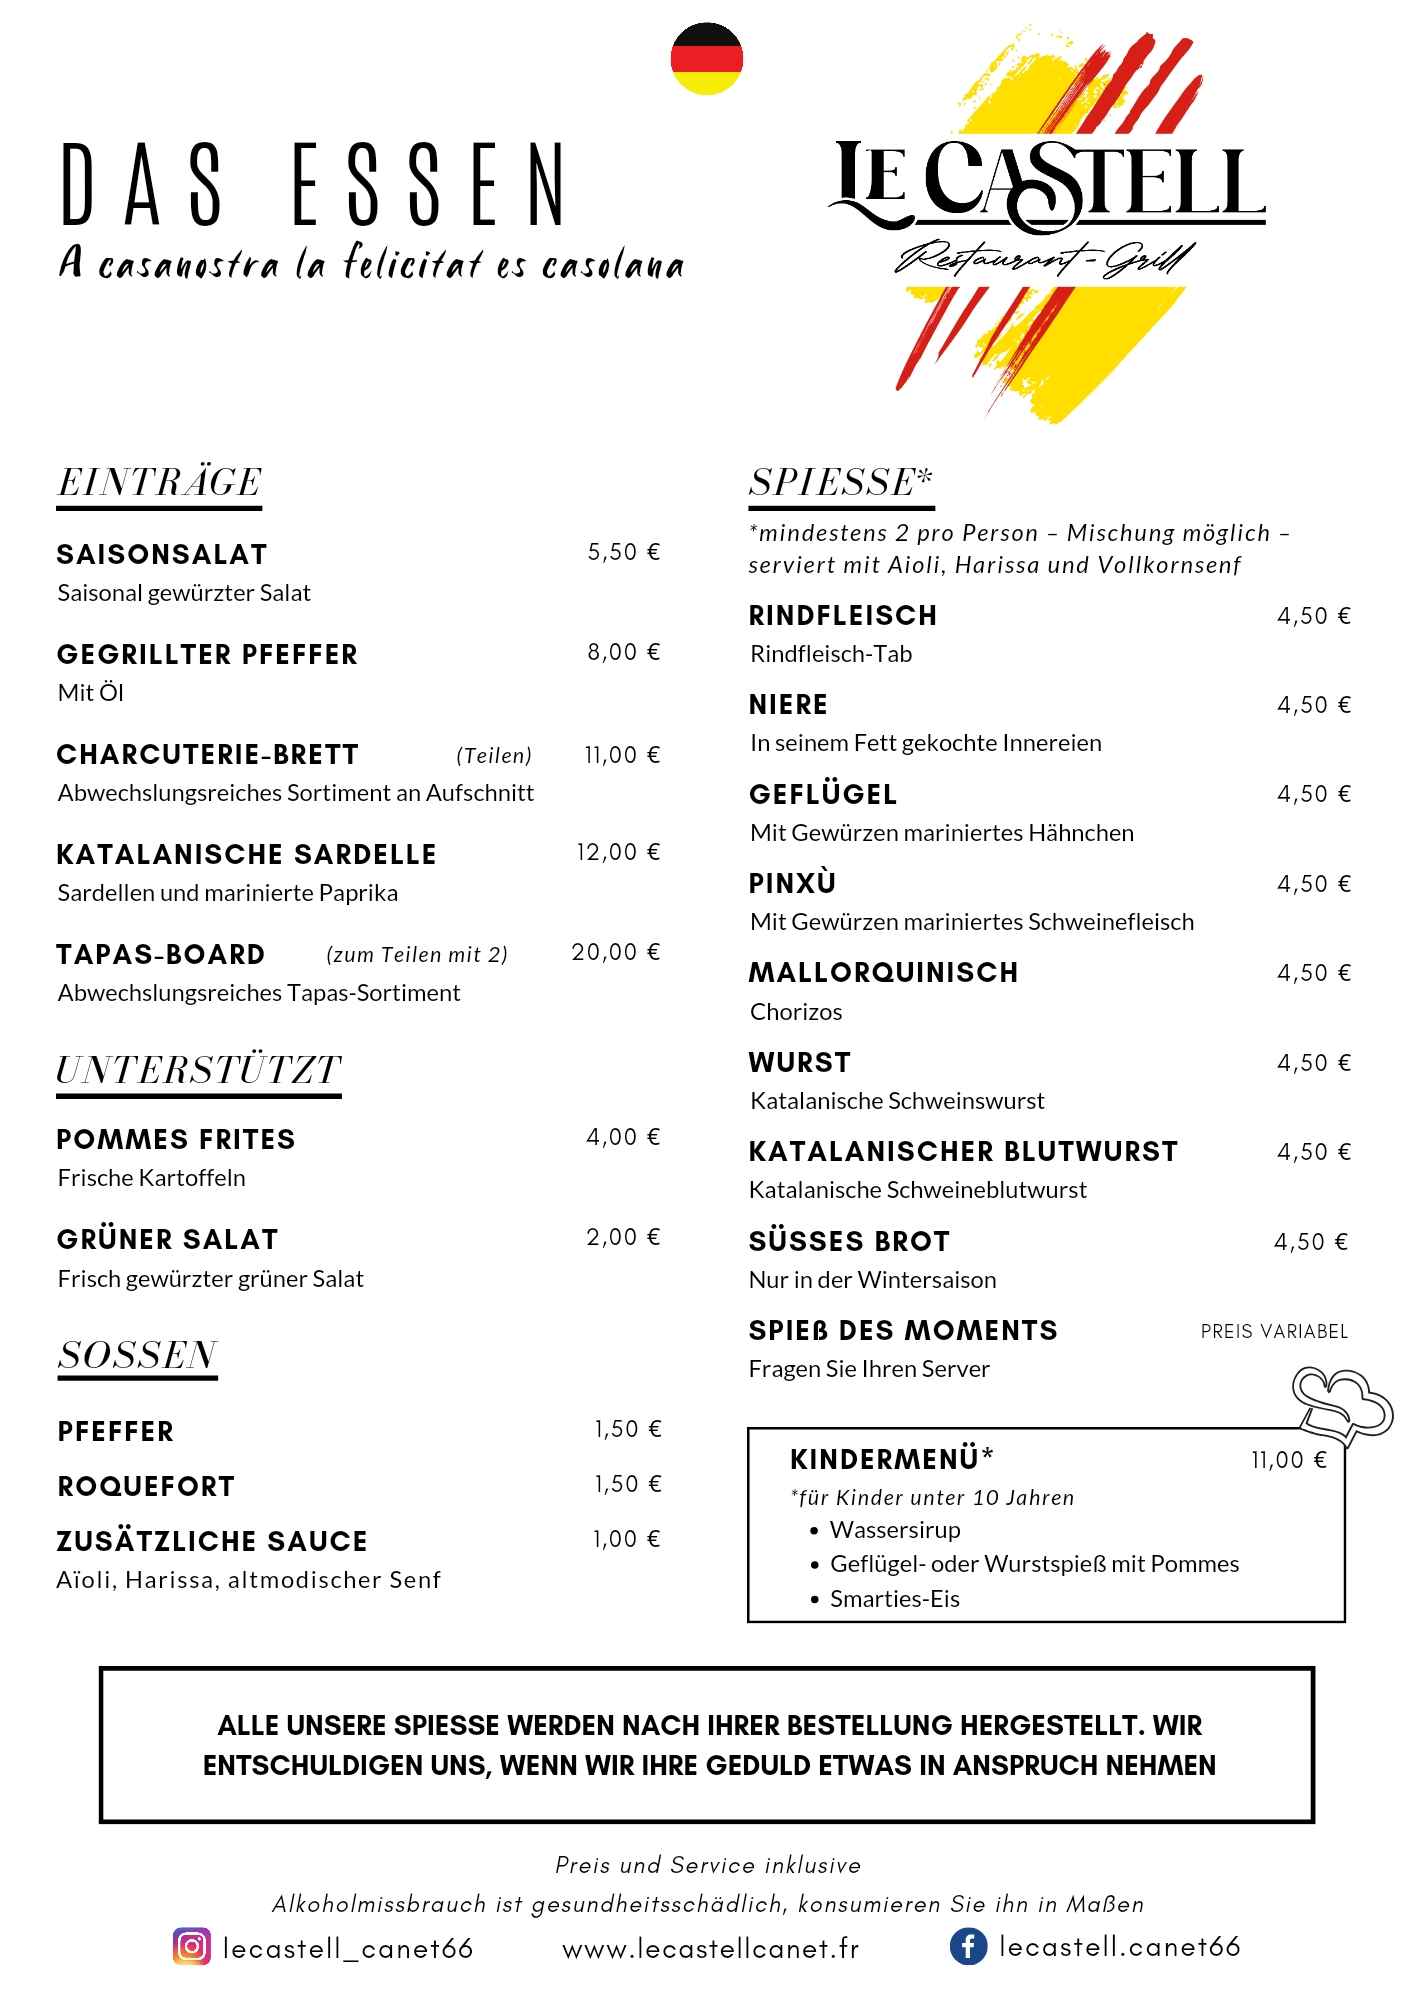 DAS ESSEN
A casanostra la felicitat es casolana
LE CASTELL
Restaurant-Grill
EINTRÄGE
SAISONSALAT 5,50 €
Saisonal gewürzter Salat
GEGRILLTER PFEFFER 8,00 €
Mit Öl
CHARCUTERIE-BRETT (Teilen) 11,00 €
Abwechslungsreiches Sortiment an Aufschnitt
KATALANISCHE SARDELLE 12,00 €
Sardellen und marinierte Paprika
TAPAS-BOARD (zum Teilen mit 2) 20,00 €
Abwechslungsreiches Tapas-Sortiment
UNTERSTÜTZT
POMMES FRITES 4,00 €
Frische Kartoffeln
GRÜNER SALAT 2,00 €
Frisch gewürzter grüner Salat
SOSSEN
PFEFFER 1,50 €
ROQUEFORT 1,50 €
ZUSÄTZLICHE SAUCE 1,00 €
Aïoli, Harissa, altmodischer Senf
SPIESSE*
*mindestens 2 pro Person – Mischung möglich –
serviert mit Aioli, Harissa und Vollkornsenf
RINDFLEISCH 4,50 €
Rindfleisch-Tab
NIERE 4,50 €
In seinem Fett gekochte Innereien
GEFLÜGEL 4,50 €
Mit Gewürzen mariniertes Hähnchen
PINXÙ 4,50 €
Mit Gewürzen mariniertes Schweinefleisch
MALLORQUINISCH 4,50 €
Chorizos
WURST 4,50 €
Katalanische Schweinswurst
KATALANISCHER BLUTWURST 4,50 €
Katalanische Schweineblutwurst
SÜSSES BROT 4,50 €
Nur in der Wintersaison
SPIEß DES MOMENTS PREIS VARIABEL
Fragen Sie Ihren Server
KINDERMENÜ* 11,00 €
*für Kinder unter 10 Jahren
• Wassersirup
• Geflügel- oder Wurstspieß mit Pommes
• Smarties-Eis
ALLE UNSERE SPIESSE WERDEN NACH IHRER BESTELLUNG HERGESTELLT. WIR
ENTSCHULDIGEN UNS, WENN WIR IHRE GEDULD ETWAS IN ANSPRUCH NEHMEN
Preis und Service inklusive
Alkoholmissbrauch ist gesundheitsschädlich, konsumieren Sie ihn in Maßen
lecastell_canet66 www.lecastellcanet.fr lecastell.canet66